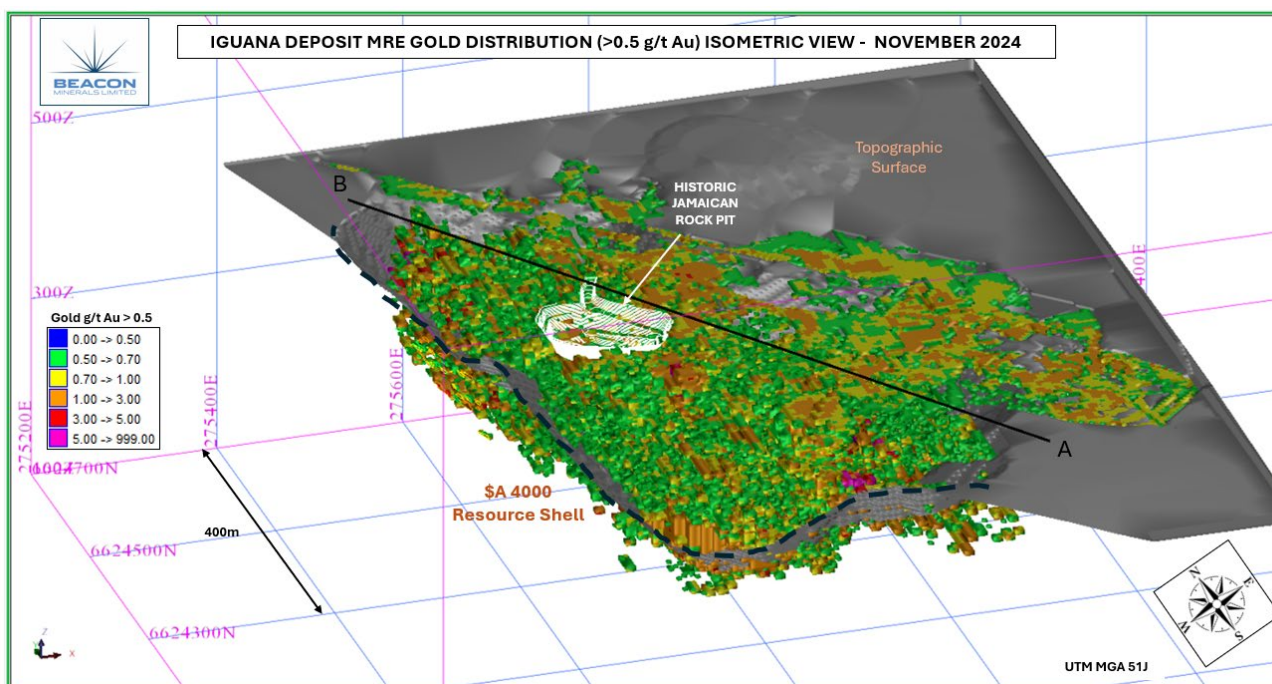 IGUANA DEPOSIT MRE GOLD DISTRIBUTION (>0.5 g/t Au) ISOMETRIC VIEW - NOVEMBER 2024
BEACON
MINERALS LIMITED
500Z
Topographic
Surface
B
HISTORIC
JAMAICAN
ROCK PIT
300Z
400E
Gold g/t Au > 0.5
0.00 -> 0.50
0.50 -> 0.70
0.70 -> 1.00
1.00 -> 3.00
3.00 -> 5.00
5.00 -> 999.00
275200E
275400E
275600E
A
$A 4000
Resource Shell
400m
6624500N
6624300N
N
E
W
S
Z
X
UTM MGA 51J